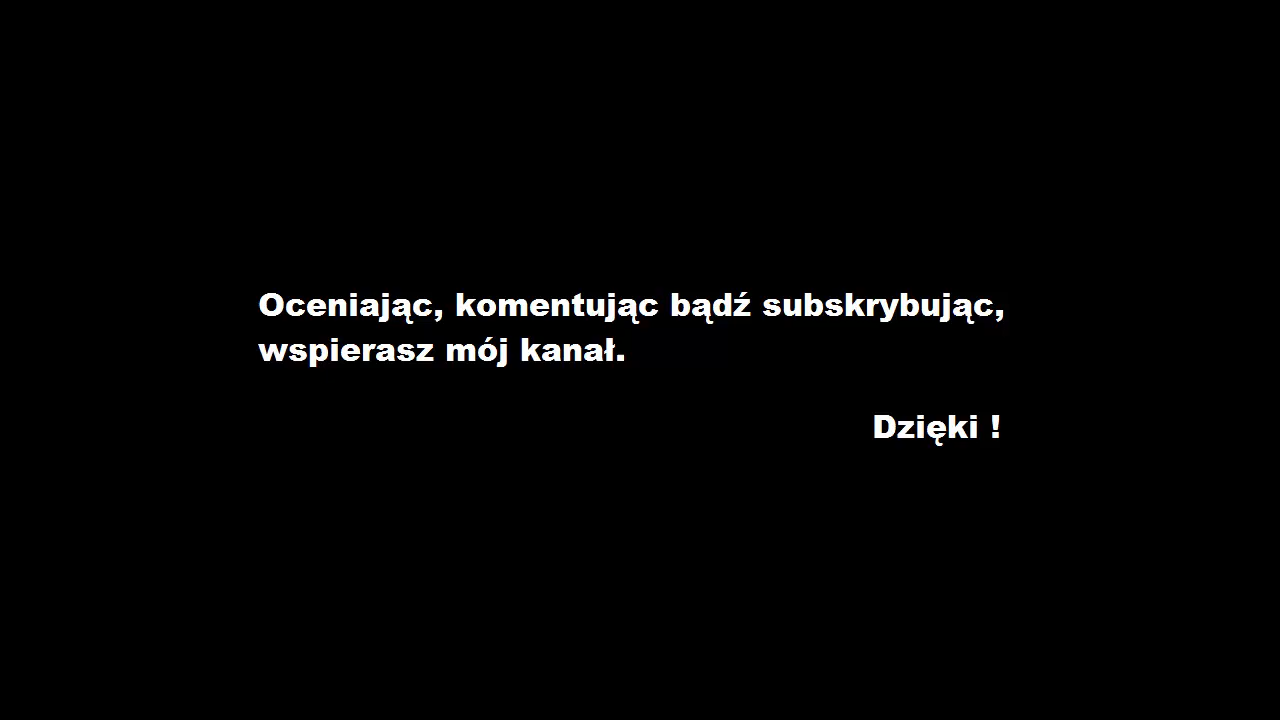 Oceniając, komentując bądź subskrybując,
wspierasz mój kanał.
Dzięki !